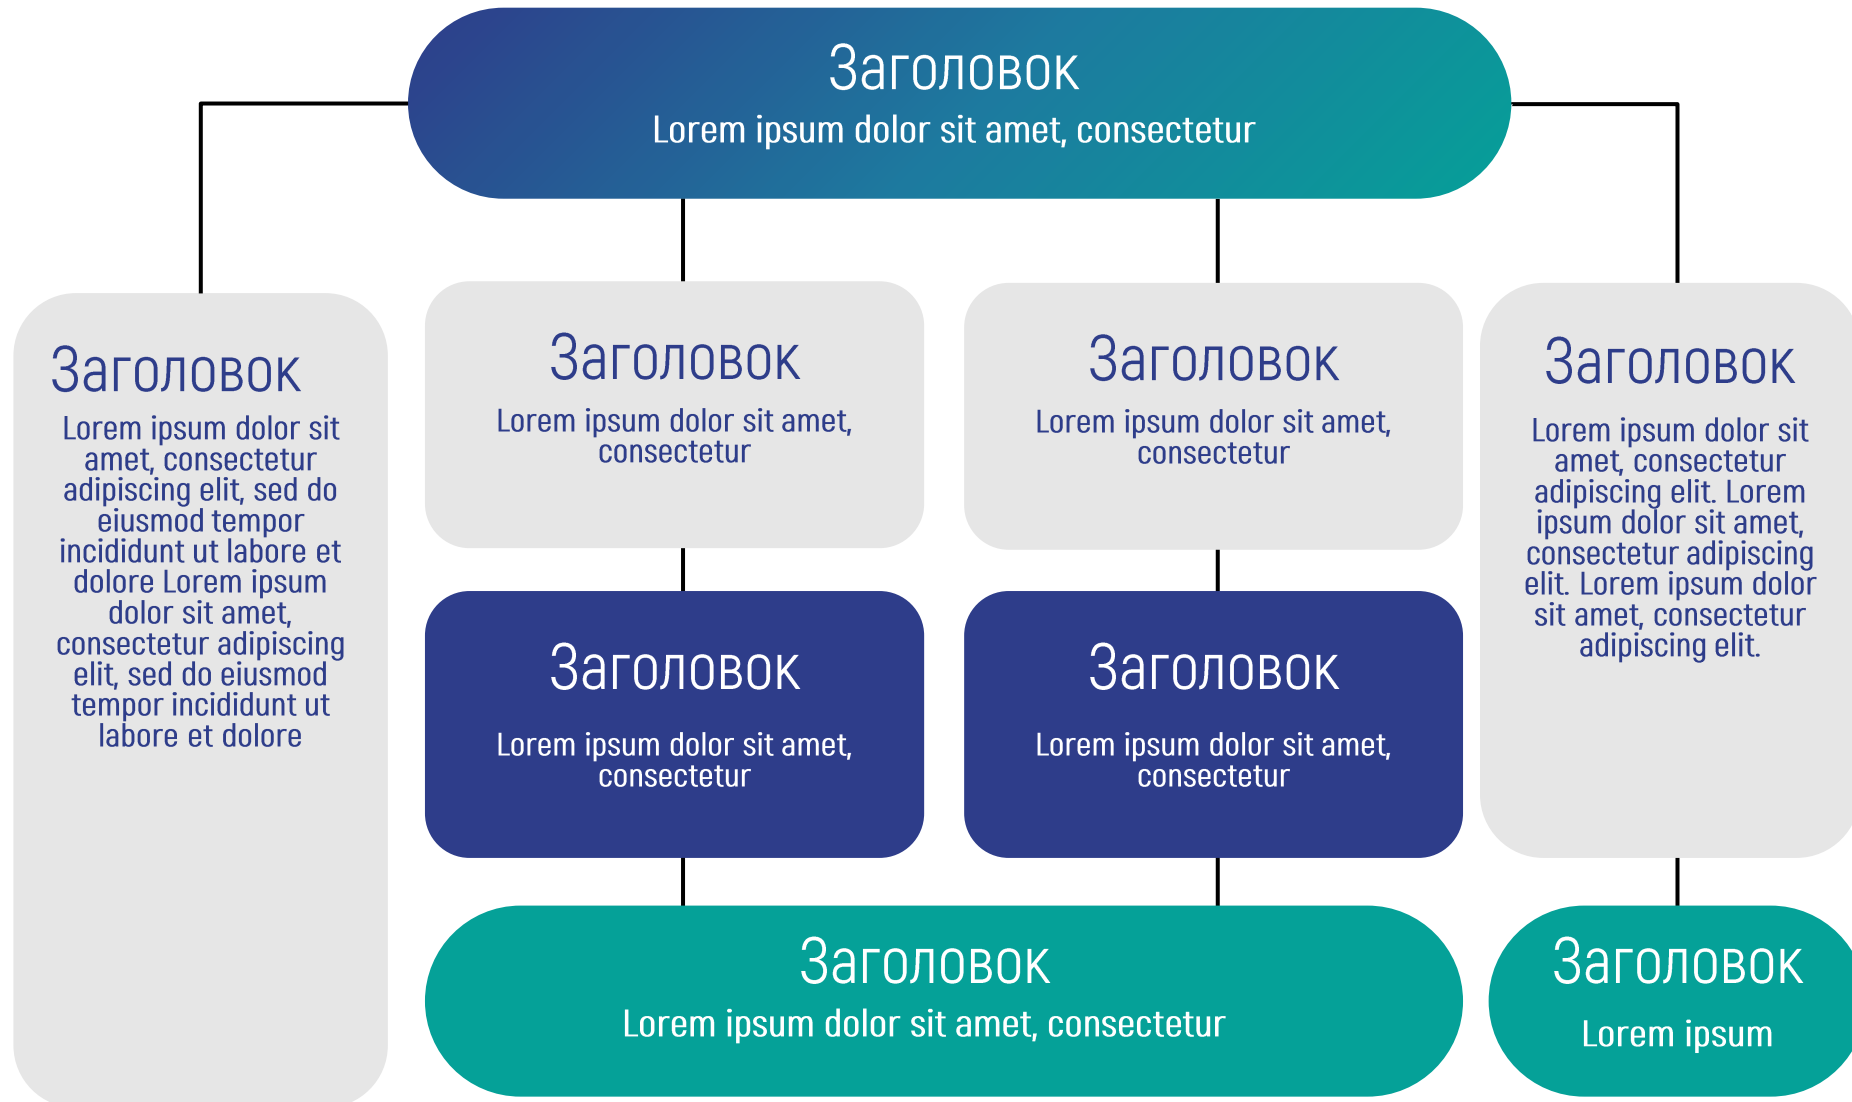 Заголовок
Lorem ipsum dolor sit amet, consectetur
Заголовок
Lorem ipsum dolor sit
amet, consectetur
adipiscing elit, sed do
eiusmod tempor
incididunt ut labore et
dolore Lorem ipsum
dolor sit amet,
consectetur adipiscing
elit, sed do eiusmod
tempor incididunt ut
labore et dolore
Заголовок
Lorem ipsum dolor sit amet,
consectetur
Заголовок
Lorem ipsum dolor sit amet,
consectetur
Заголовок
Lorem ipsum dolor sit
amet, consectetur
adipiscing elit. Lorem
ipsum dolor sit amet,
consectetur adipiscing
elit. Lorem ipsum dolor
sit amet, consectetur
adipiscing elit.
Заголовок
Lorem ipsum dolor sit amet,
consectetur
Заголовок
Lorem ipsum dolor sit amet,
consectetur
Заголовок
Lorem ipsum dolor sit amet, consectetur
Заголовок
Lorem ipsum